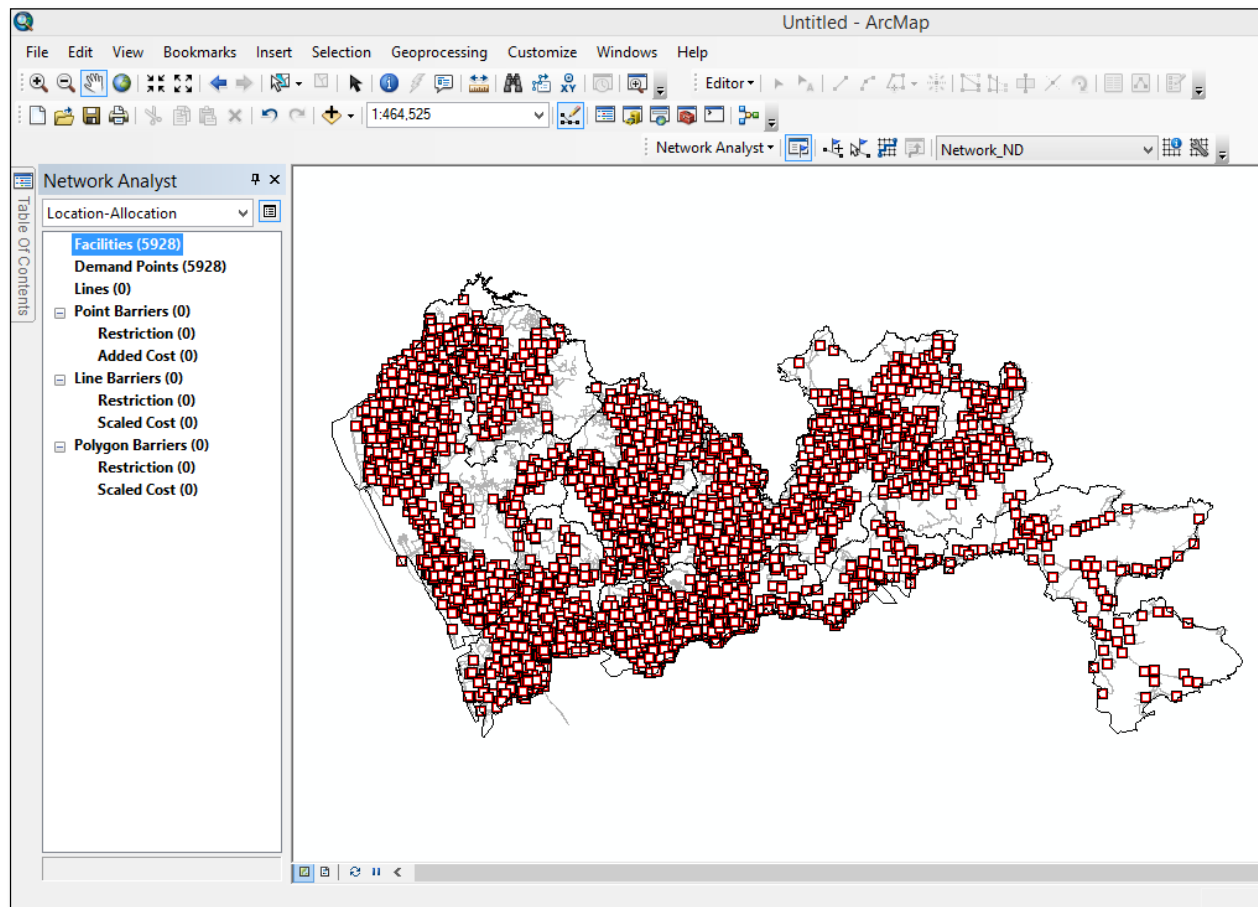 Untitled - ArcMap
File Edit View Bookmarks Insert Selection Geoprocessing Customize Windows Help
XY Editor
1:464,525
Network Analyst Network_ND
Table Of Contents
Network Analyst
Location-Allocation
Facilities (5928)
Demand Points (5928)
Lines (0)
Point Barriers (0)
Restriction (0)
Added Cost (0)
Line Barriers (0)
Restriction (0)
Scaled Cost (0)
Polygon Barriers (0)
Restriction (0)
Scaled Cost (0)